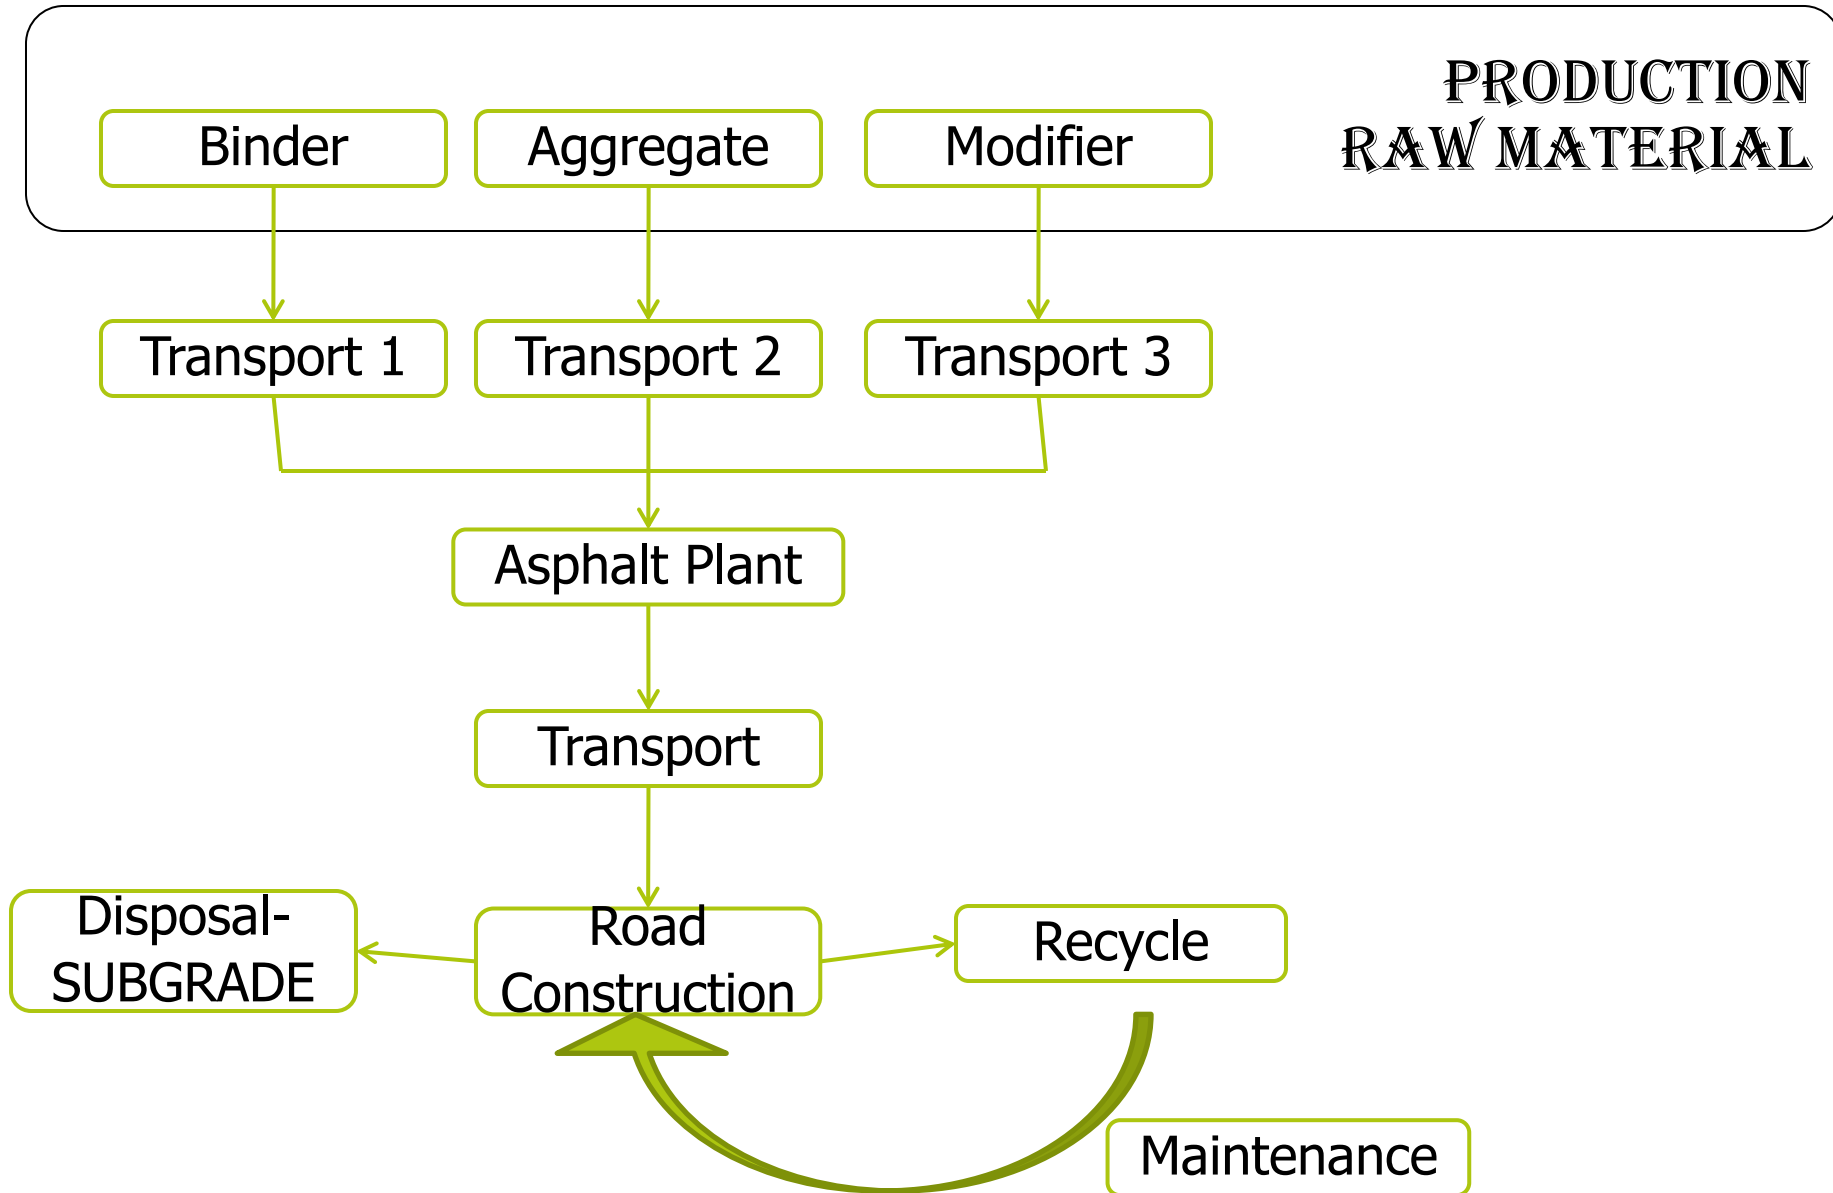 PRODUCTION
RAW MATERIAL
Binder
Aggregate
Modifier
Transport 1
Transport 2
Transport 3
Asphalt Plant
Transport
Disposal-
SUBGRADE
Road
Construction
Recycle
Maintenance